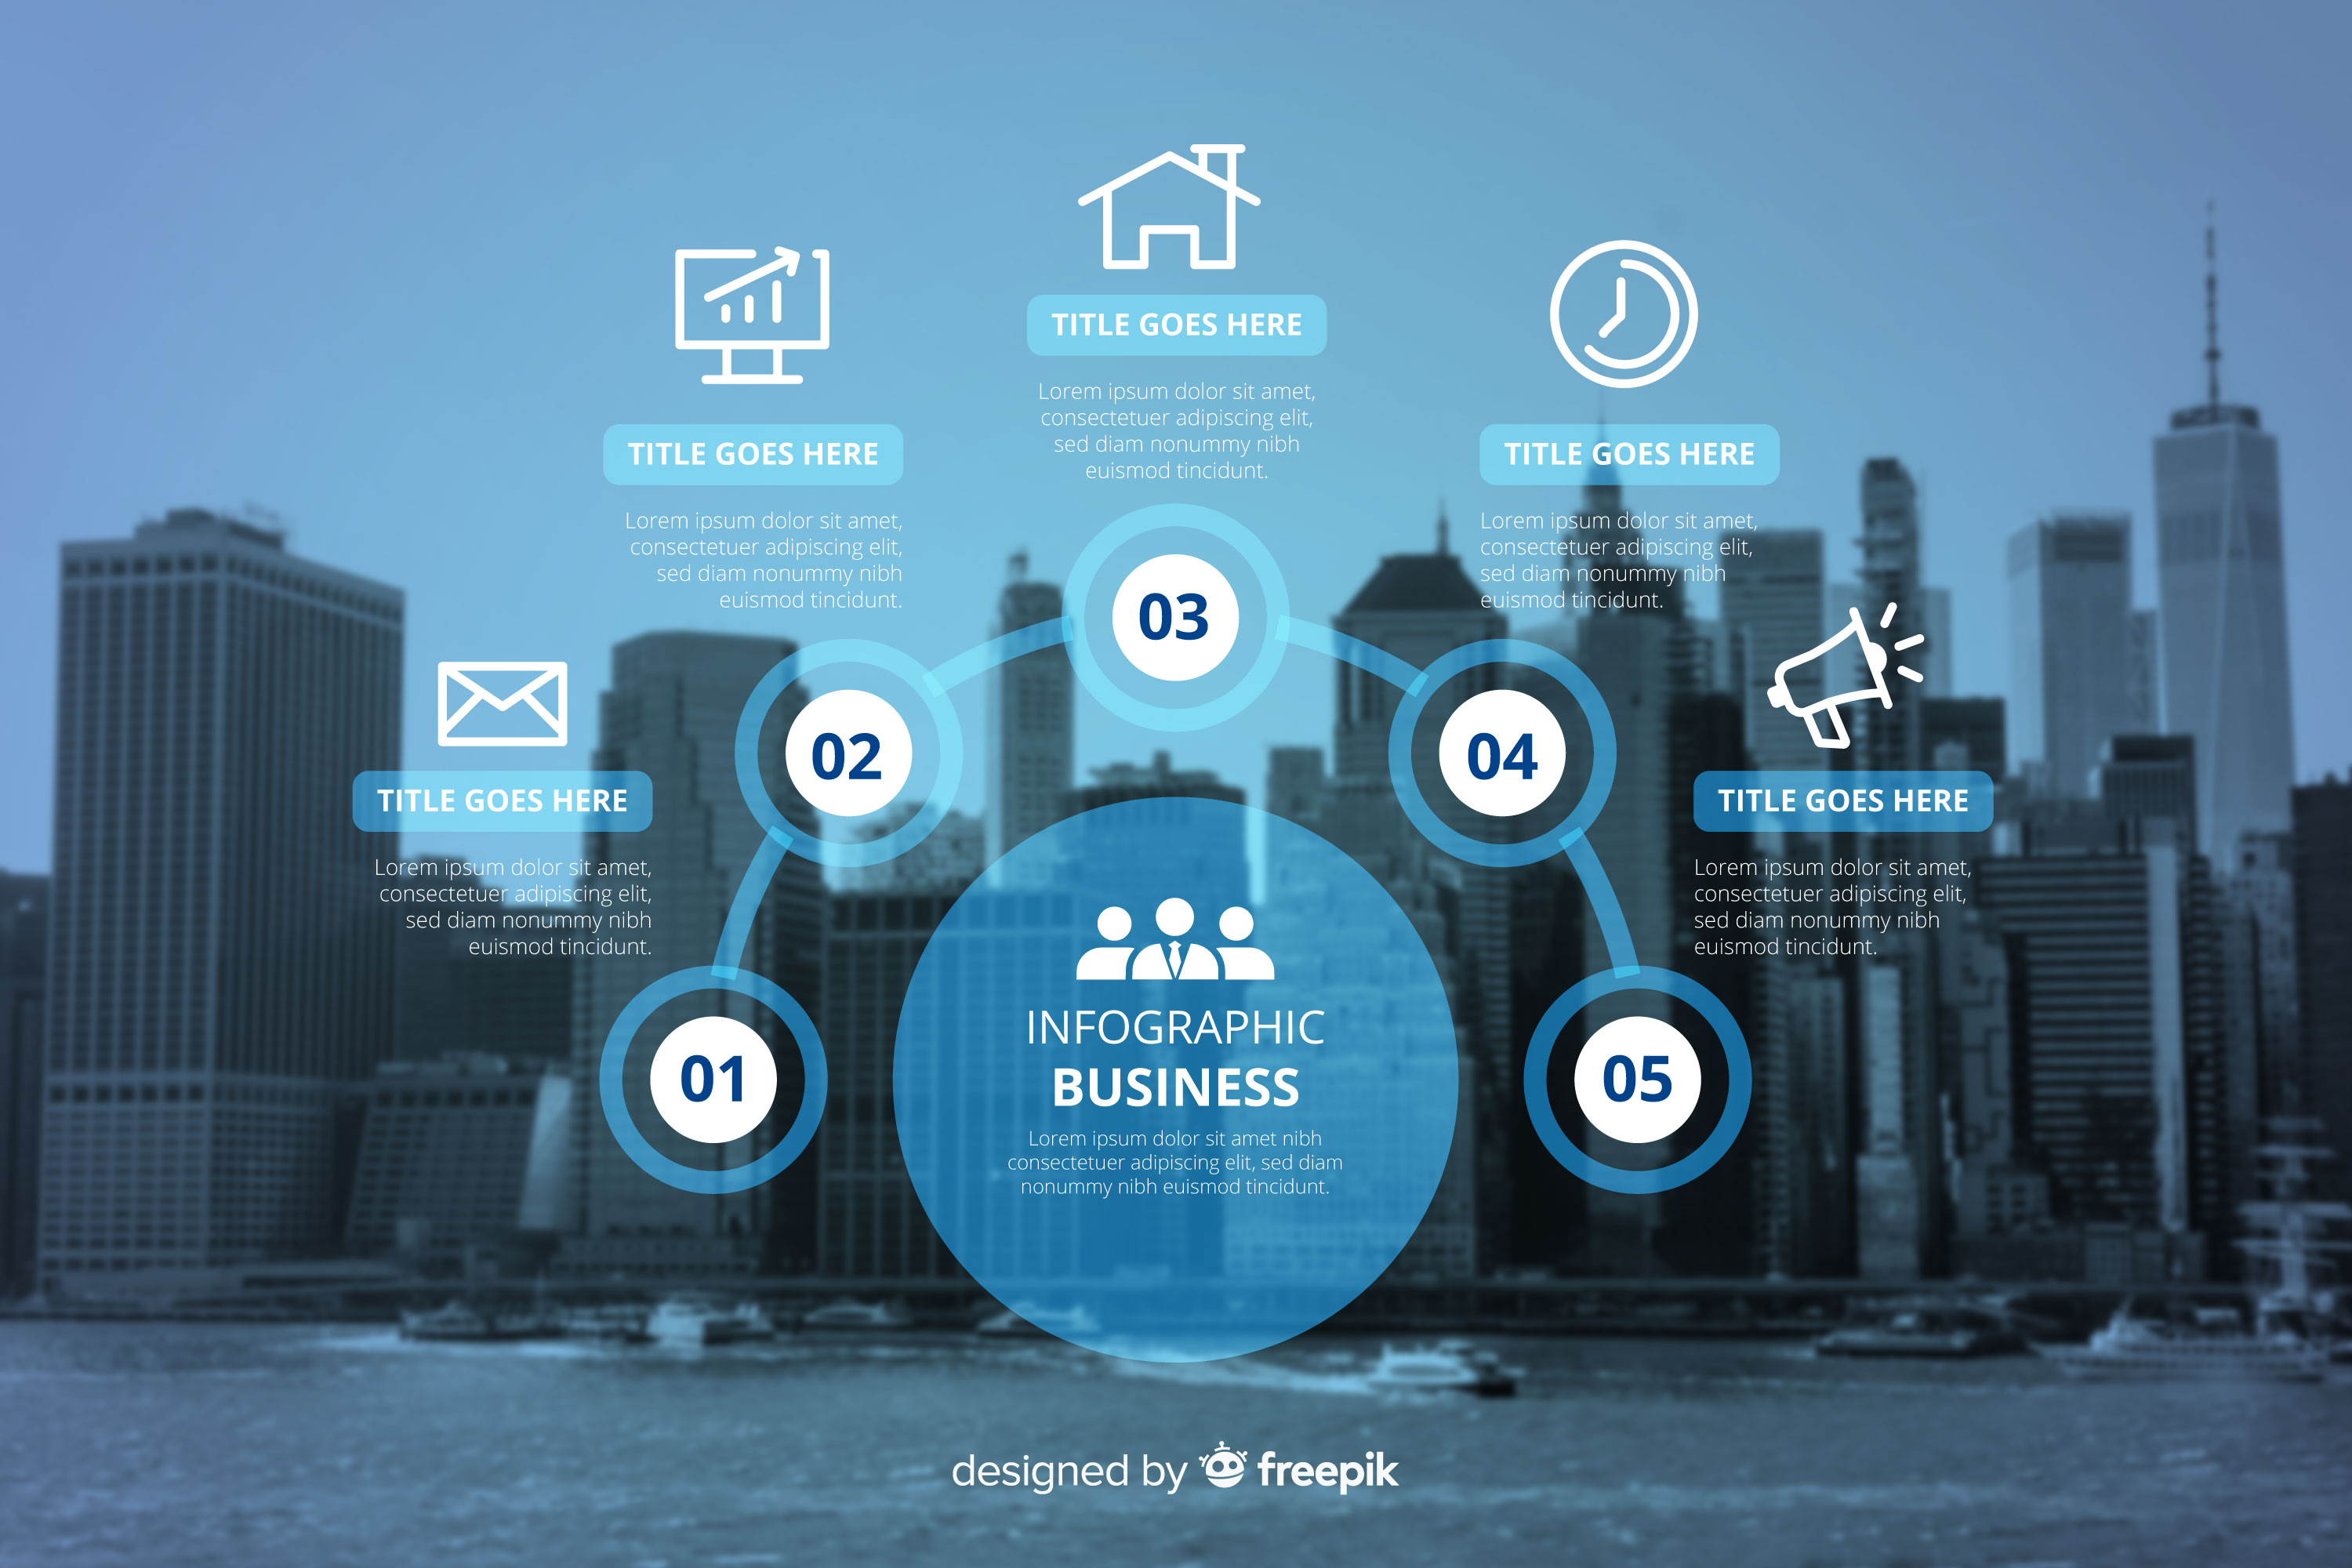 TITLE GOES HERE
Lorem ipsum dolor sit amet,
consectetuer adipiscing elit,
sed diam nonummy nibh
euismod tincidunt.
01
TITLE GOES HERE
Lorem ipsum dolor sit amet,
consectetuer adipiscing elit,
sed diam nonummy nibh
euismod tincidunt.
02
TITLE GOES HERE
Lorem ipsum dolor sit amet,
consectetuer adipiscing elit,
sed diam nonummy nibh
euismod tincidunt.
03
TITLE GOES HERE
Lorem ipsum dolor sit amet,
consectetuer adipiscing elit,
sed diam nonummy nibh
euismod tincidunt.
04
TITLE GOES HERE
Lorem ipsum dolor sit amet,
consectetuer adipiscing elit,
sed diam nonummy nibh
euismod tincidunt.
05
INFOGRAPHIC
BUSINESS
Lorem ipsum dolor sit amet nibh
consectetuer adipiscing elit, sed diam
nonummy nibh euismod tincidunt.
designed by freepik